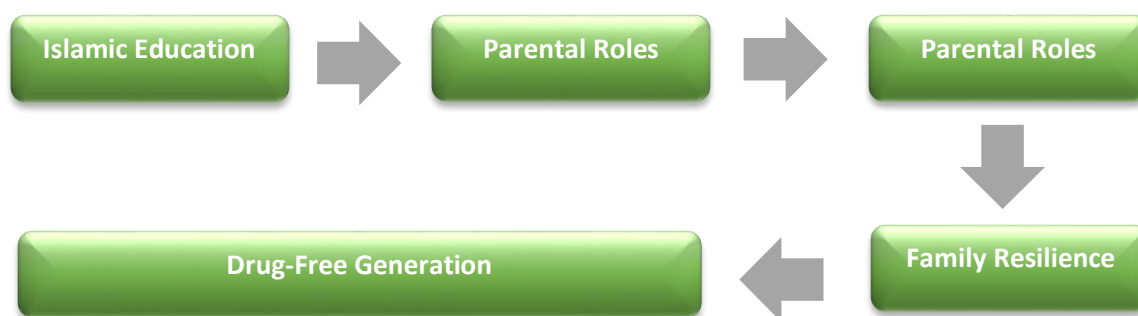 Islamic Education
Parental Roles
Parental Roles
Family Resilience
Drug-Free Generation